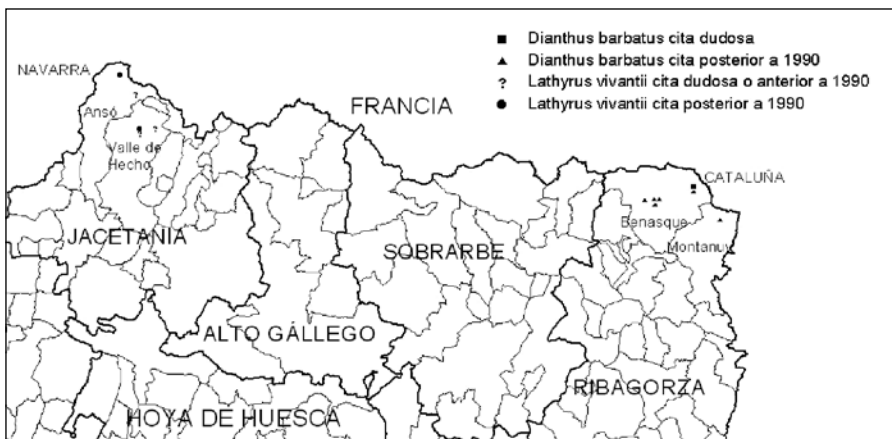 ■ Dianthus barbatus cita dudosa
▲ Dianthus barbatus cita posterior a 1990
? Lathyrus vivantii cita dudosa o anterior a 1990
● Lathyrus vivantii cita posterior a 1990
NAVARRA
?
Ansó
FRANCIA
?
Valle de
Hecho
CATALUÑA
Benasque
JACETANIA
SOBRARBE
Montanuy
ALTO GÁLLEGO
RIBAGORZA
HOYA DE HUESCA